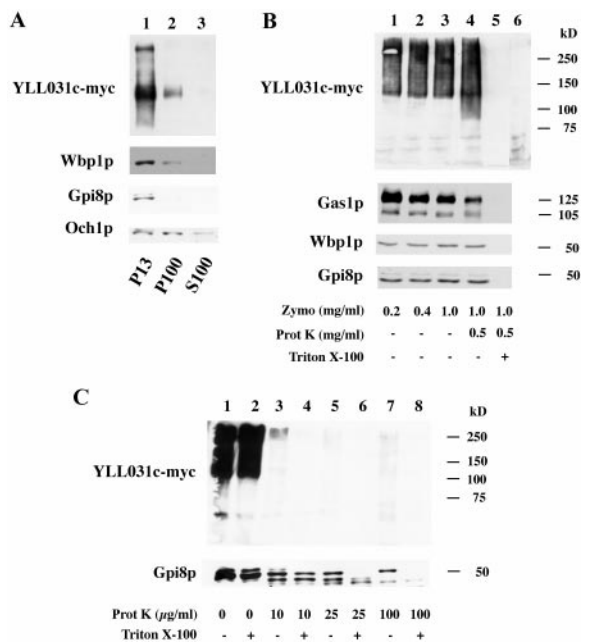 A
1 2 3
YLL031c-myc
Wbp1p
Gpi8p
Och1p
P13 P100 S100
B
1 2 3 4 5 6
kD
YLL031c-myc
250
150
100
75
Gas1p
125
105
Wbp1p
50
Gpi8p
50
Zymo (mg/ml) 0.2 0.4 1.0 1.0 1.0
Prot K (mg/ml) - - - 0.5 0.5
Triton X-100 - - - - +
C
1 2 3 4 5 6 7 8
kD
YLL031c-myc
250
150
100
75
Gpi8p
50
Prot K (µg/ml) 0 0 10 10 25 25 100 100
Triton X-100 - + - + - + - +